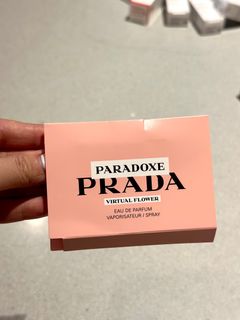 PARADOXE
PRADA
VIRTUAL FLOWER
EAU DE PARFUM
VAPORISATEUR / SPRAY